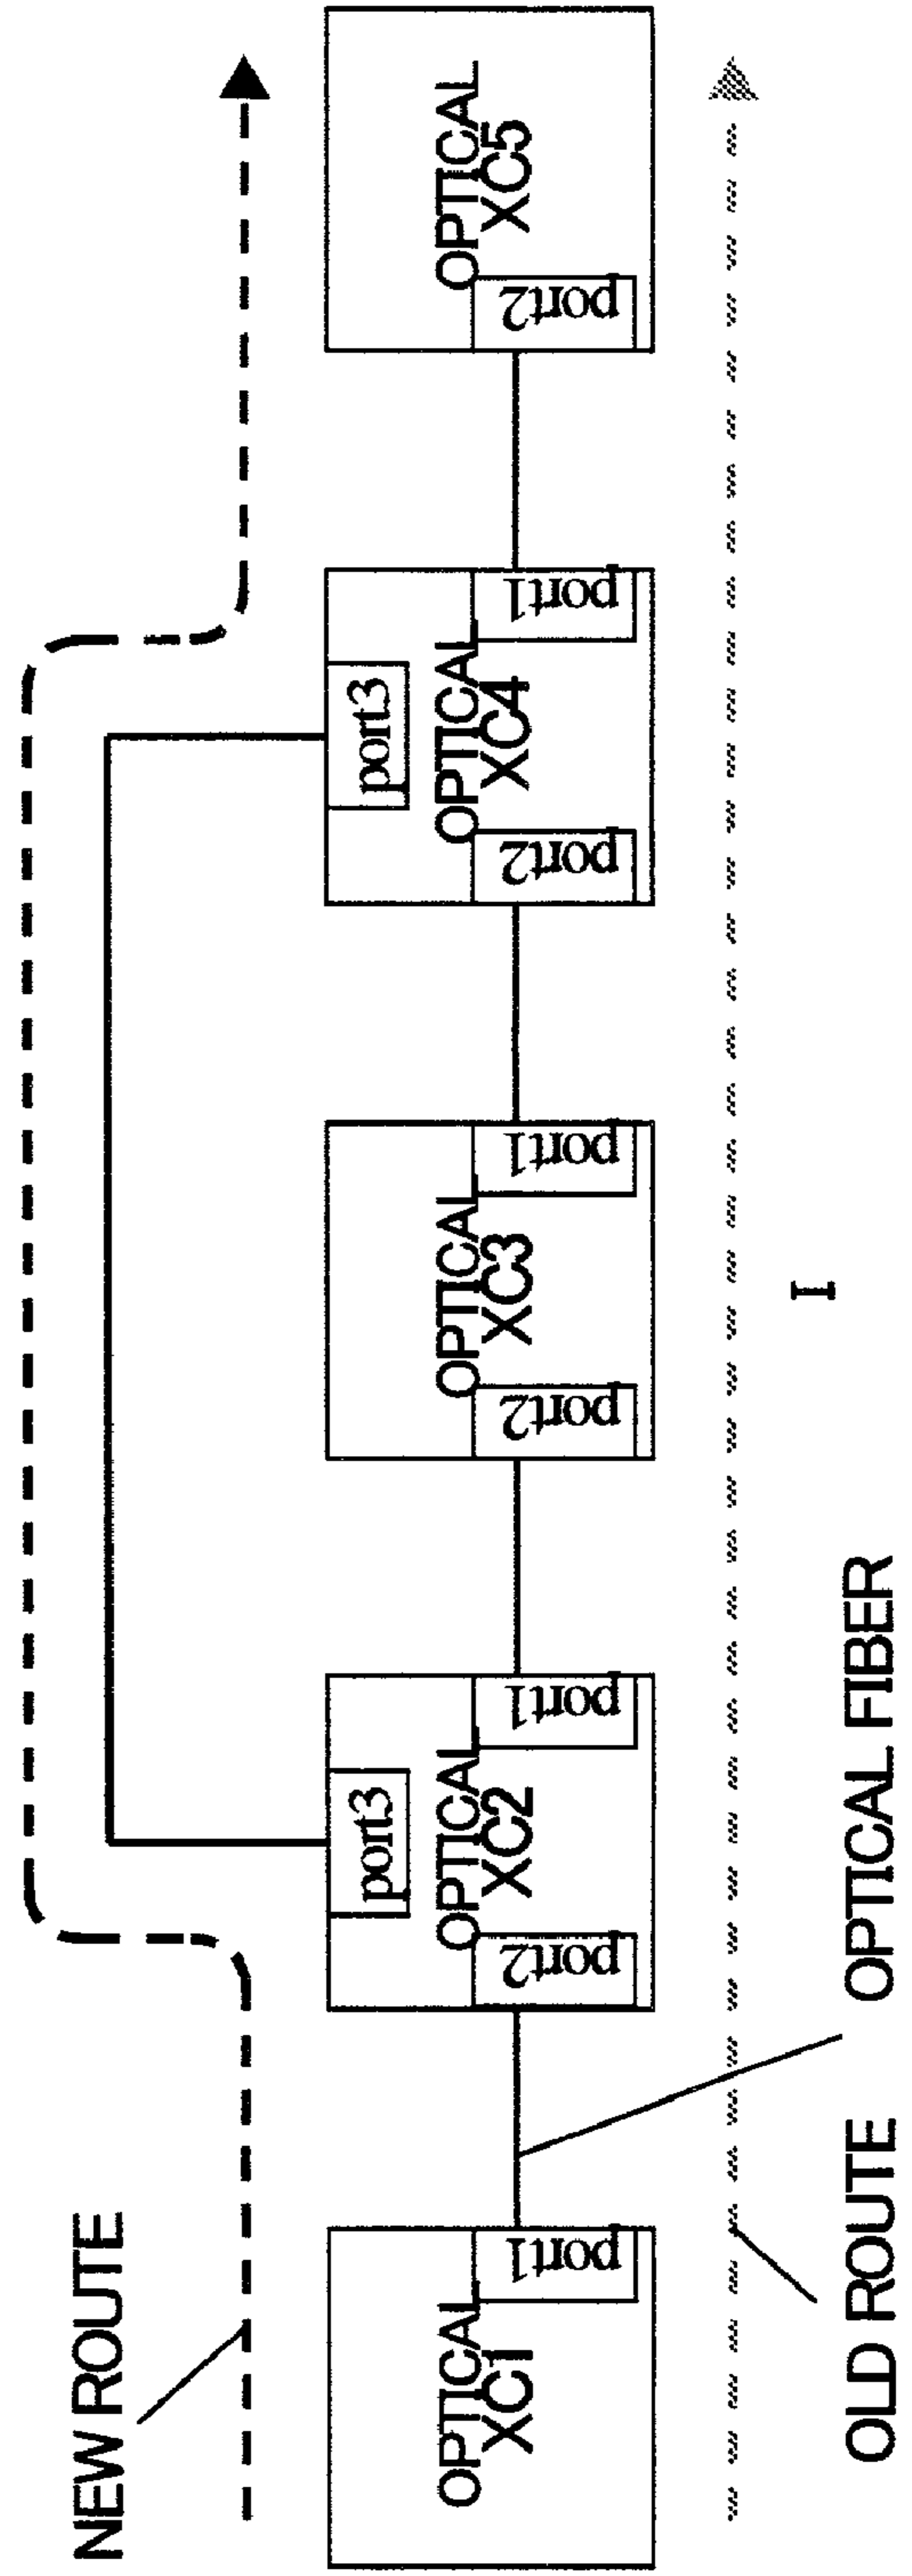 NEW ROUTE
OPTICAL
XC1
port1
port2
OPTICAL
XC2
port3
port1
port2
OPTICAL
XC3
port1
port2
OPTICAL
XC4
port3
port1
port2
OPTICAL
XC5
I
OLD ROUTE
OPTICAL FIBER